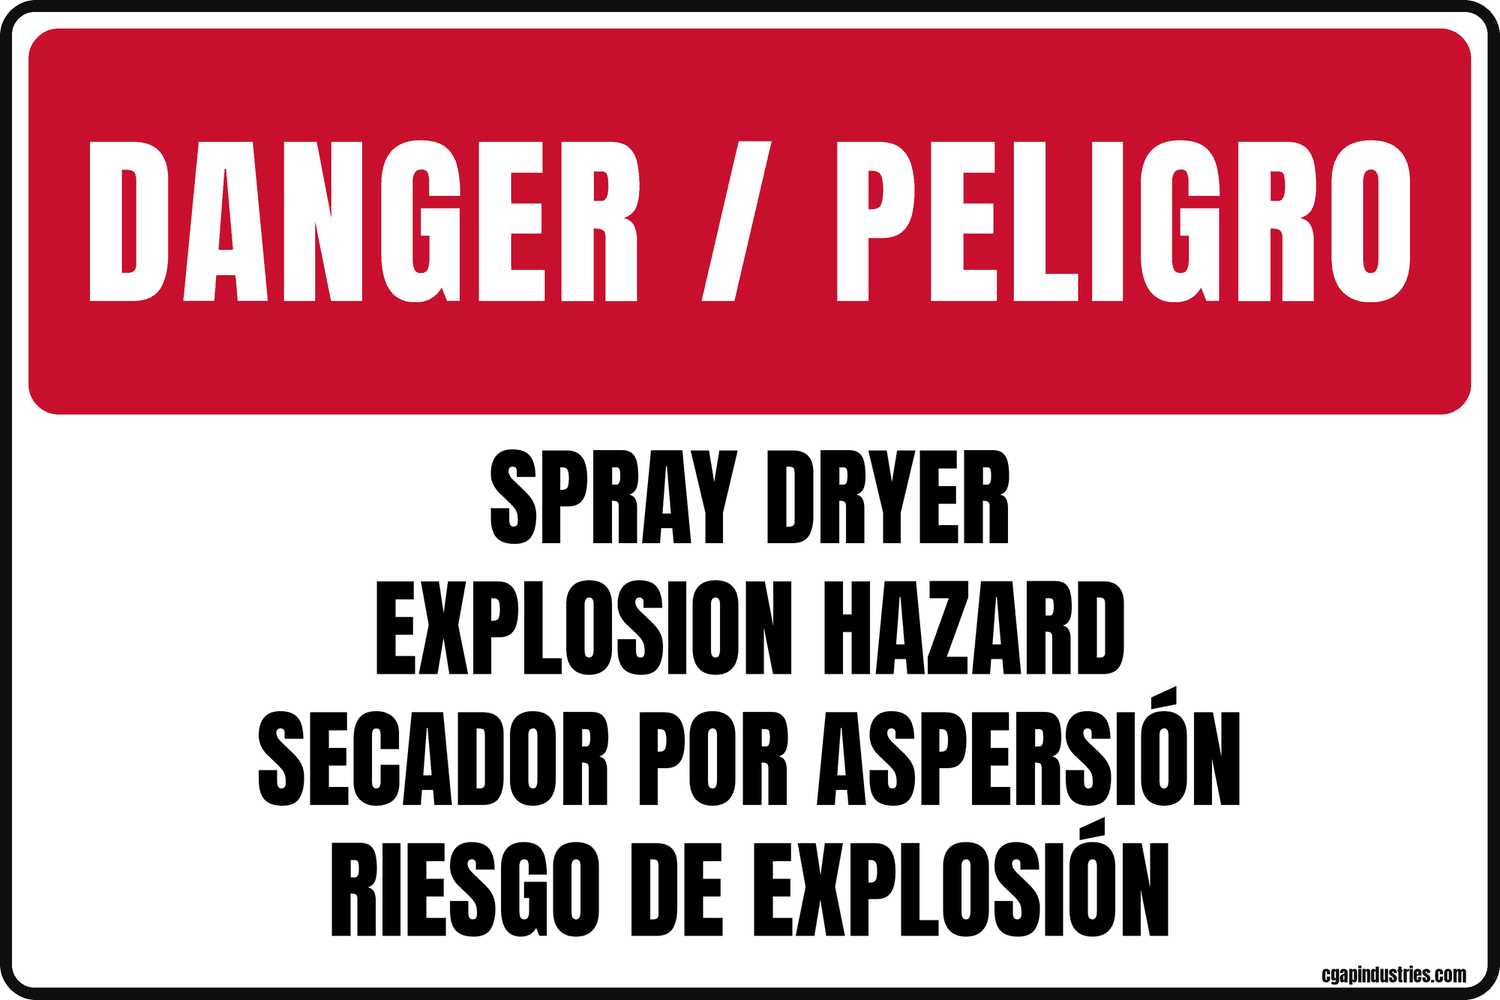 DANGER / PELIGRO
SPRAY DRYER
EXPLOSION HAZARD
SECADOR POR ASPERSIÓN
RIESGO DE EXPLOSIÓN
cgapindustries.com